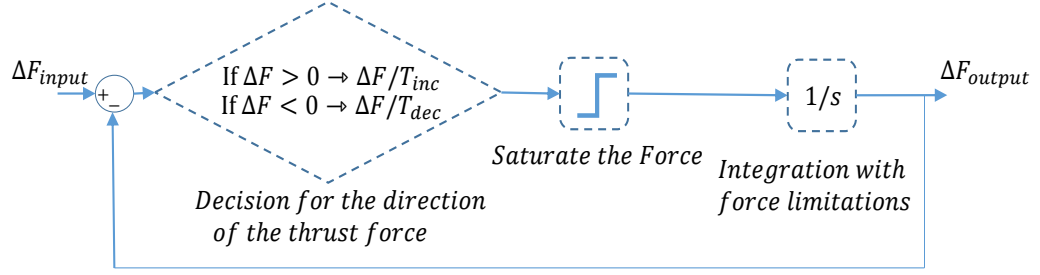 ΔF_input
+
−
If ΔF > 0 → ΔF/T_inc
If ΔF < 0 → ΔF/T_dec
Decision for the direction
of the thrust force
Saturate the Force
1/s
Integration with
force limitations
ΔF_output